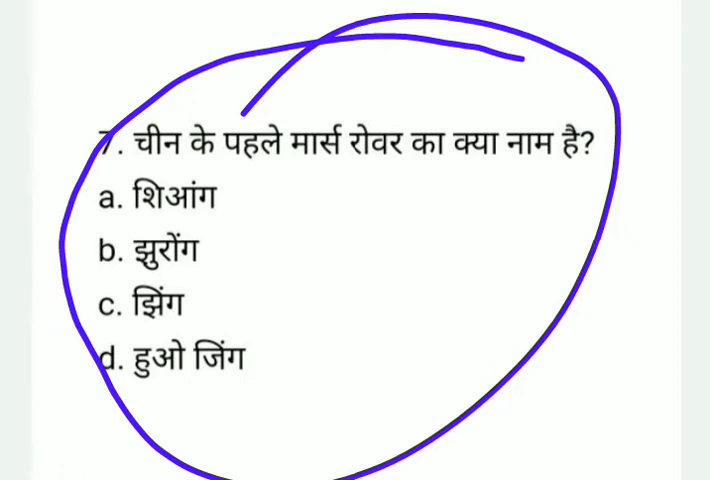 7. चीन के पहले मार्स रोवर का क्या नाम है?
a. शिआंग
b. झुरोंग
c. झिंग
d. हुओ जिंग